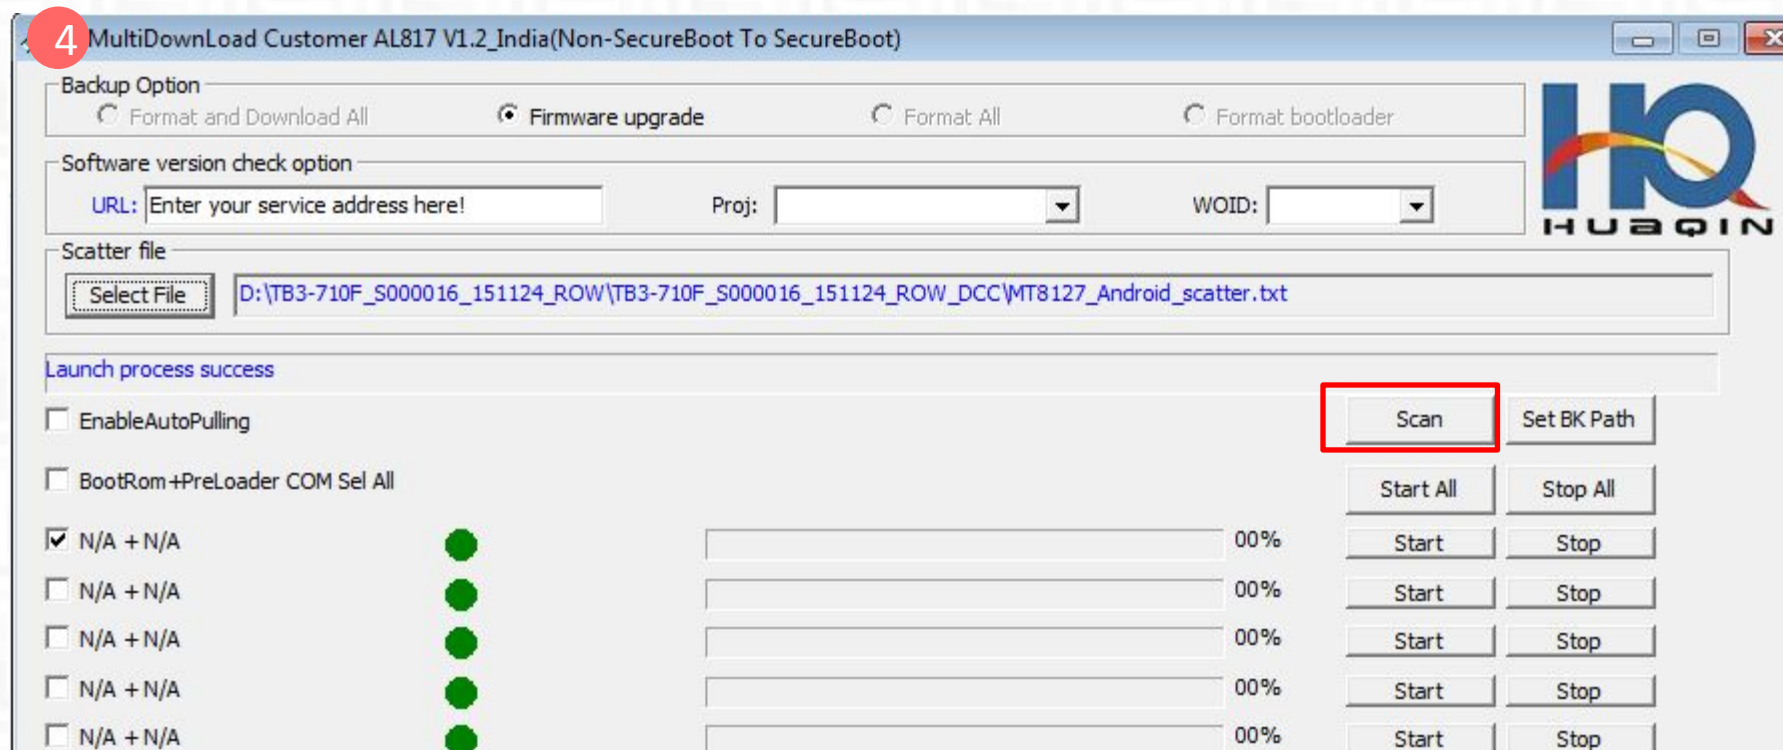 4 MultiDownLoad Customer AL817 V1.2_India(Non-SecureBoot To SecureBoot)
Backup Option
Format and Download All Firmware upgrade Format All Format bootloader
Software version check option
URL: Enter your service address here! Proj: WOID:
HUAQIN
Scatter file
Select File D:\TB3-710F_S000016_151124_ROW\TB3-710F_S000016_151124_ROW_DCC\MT8127_Android_scatter.txt
Launch process success
EnableAutoPulling Scan Set BK Path
BootRom+PreLoader COM Sel All Start All Stop All
N/A + N/A 00% Start Stop
N/A + N/A 00% Start Stop
N/A + N/A 00% Start Stop
N/A + N/A 00% Start Stop
N/A + N/A 00% Start Stop